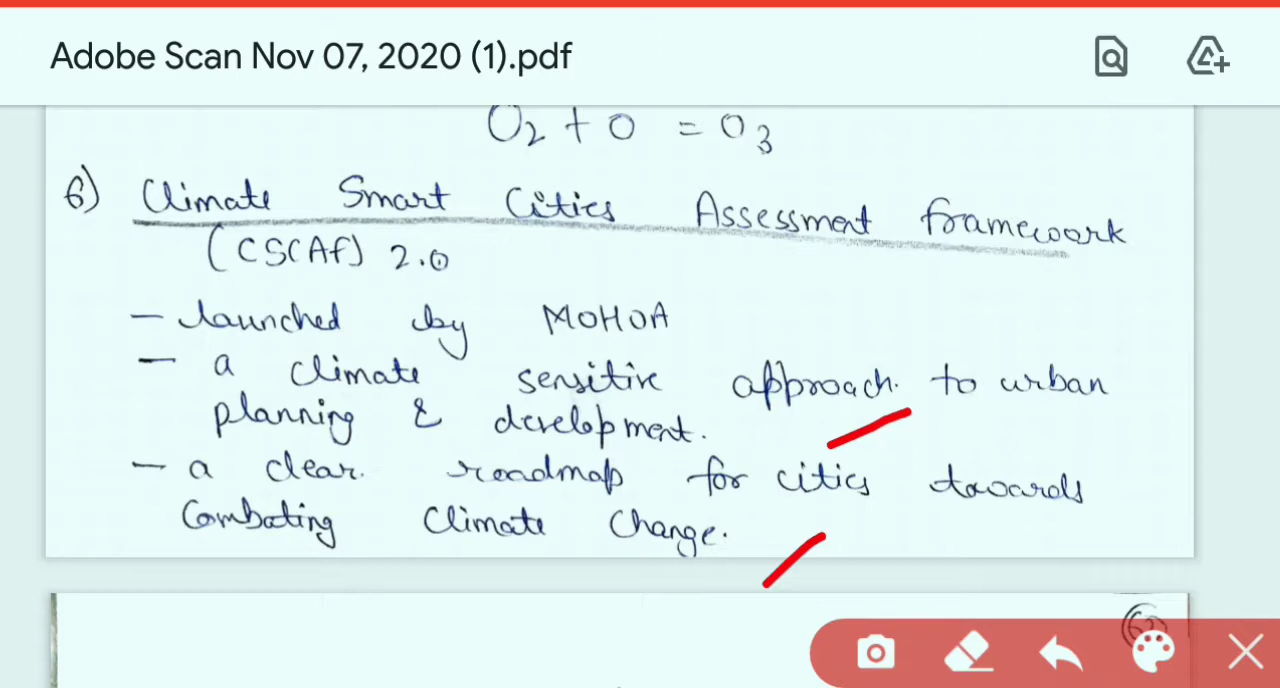 Adobe Scan Nov 07, 2020 (1).pdf
O2 + O = O3
6) Climate Smart Cities Assessment framework
(CSCAf) 2.0
- launched by MOHUA
- a climate sensitive approach to urban
planning & development.
- a clear roadmap for cities towards
Combating Climate Change.